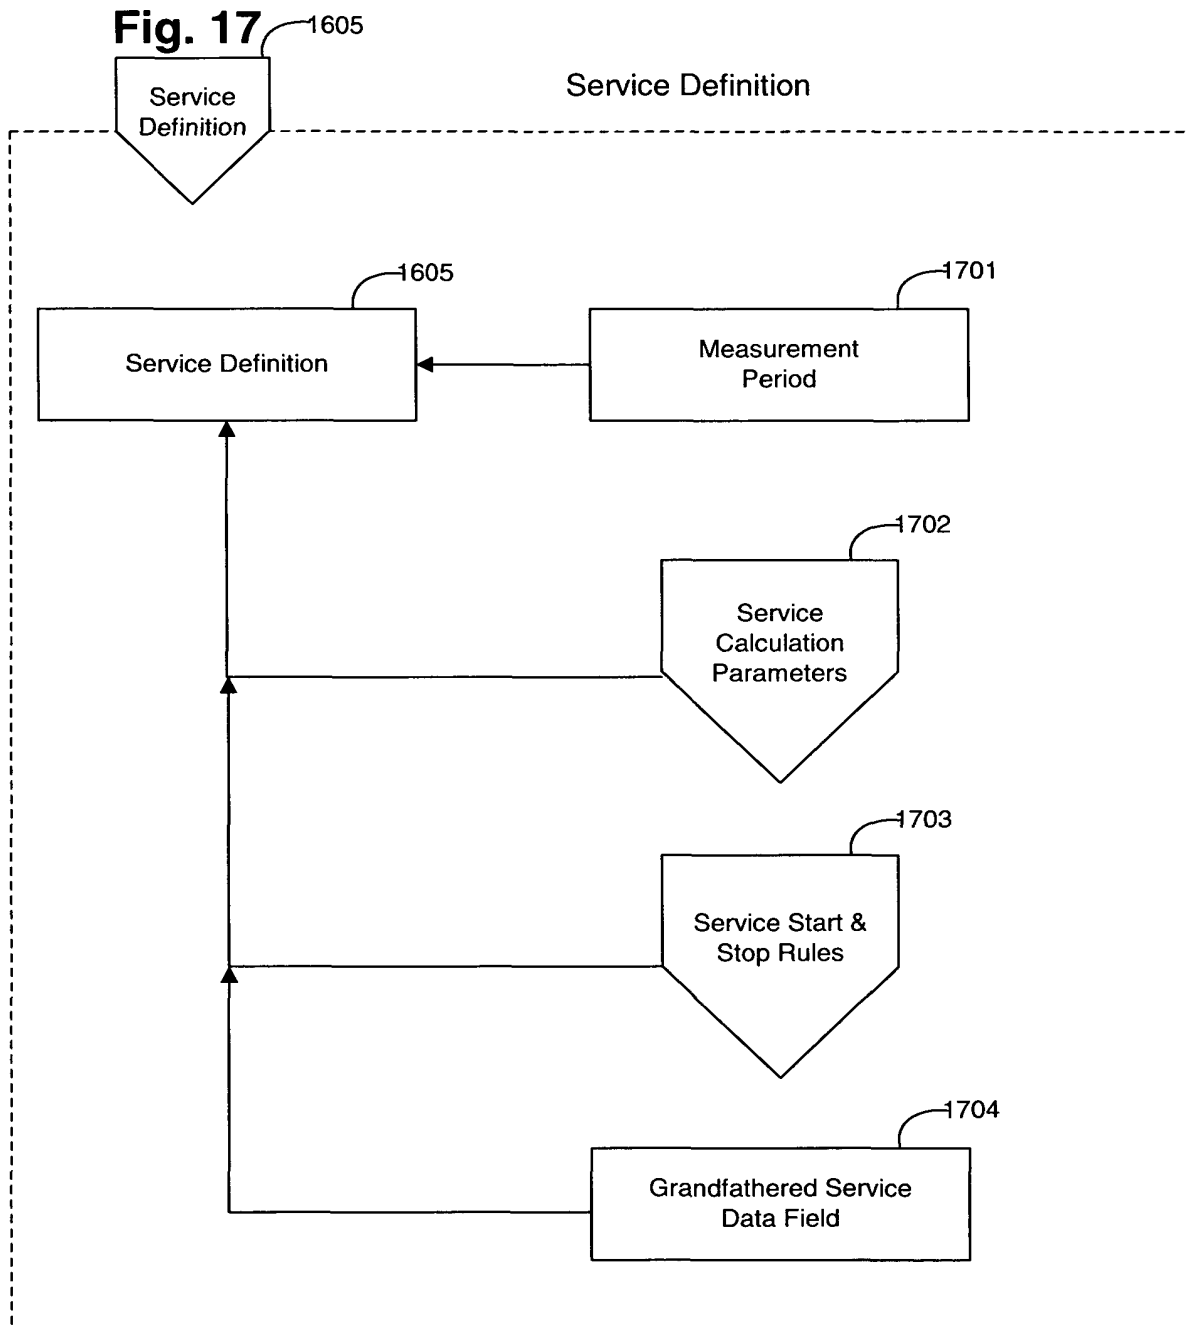 Fig. 17
1605
Service Definition
Service
Definition
1605
Service Definition
1701
Measurement
Period
1702
Service
Calculation
Parameters
1703
Service Start &
Stop Rules
1704
Grandfathered Service
Data Field